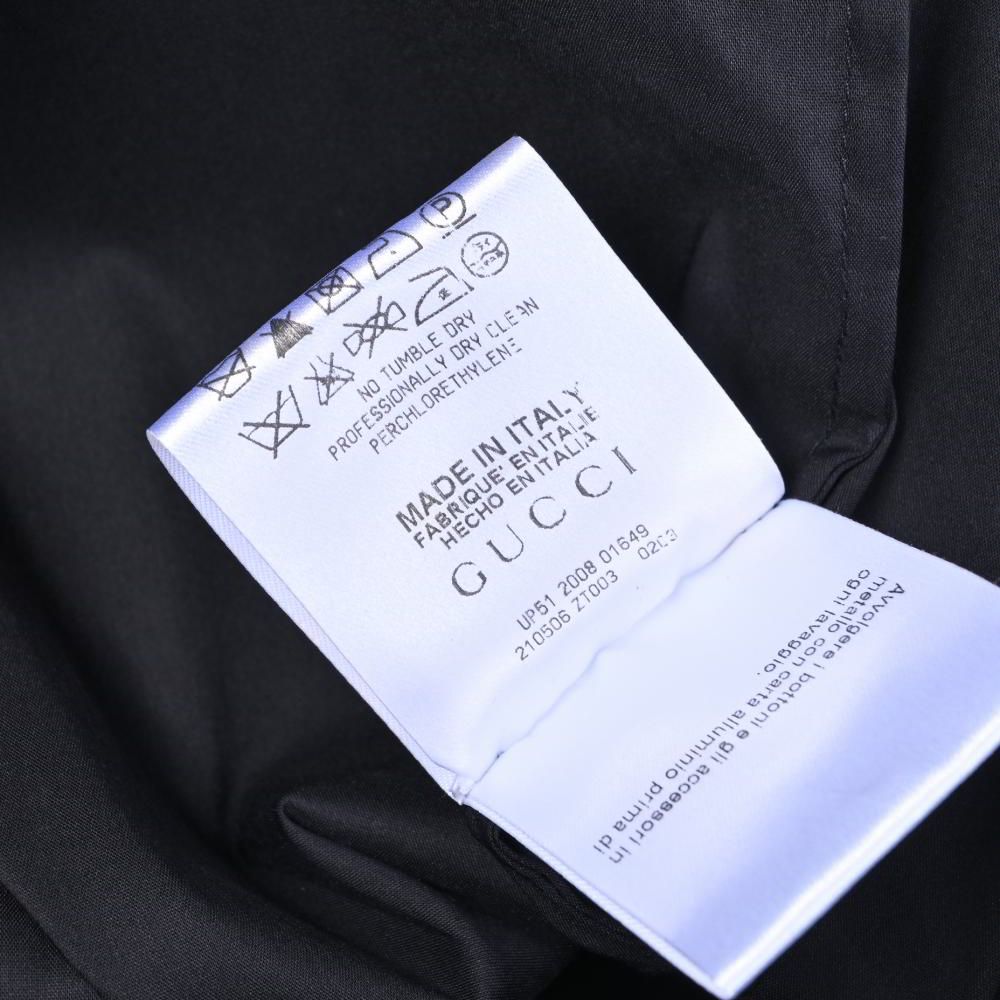 P
NO TUMBLE DRY
PROFESSIONALLY DRY CLEAN
PERCHLORETHYLENE
MADE IN ITALY
FABRIQUE' EN ITALIE
HECHO EN ITALIA
GUCCI
UP51 2008 01649
210506 ZT003 0203
Avvolgere i bottoni e gli accessori in
metallo con carta alluminio prima di
ogni lavaggio.